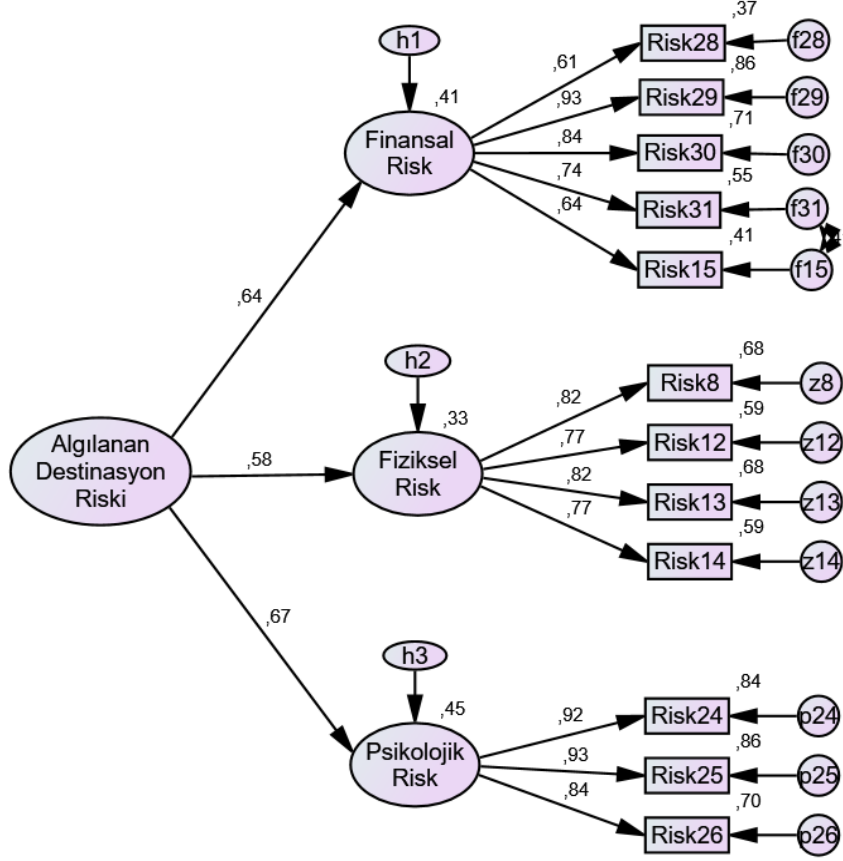 h1
,41
Finansal
Risk
,61
,93
,84
,74
,64
,37
Risk28
f28
,86
Risk29
f29
,71
Risk30
f30
,55
Risk31
f31
,41
Risk15
f15
,64
h2
,33
Fiziksel
Risk
,82
,77
,82
,77
,68
Risk8
z8
,59
Risk12
z12
,68
Risk13
z13
,59
Risk14
z14
Algılanan
Destinasyon
Riski
,58
,67
h3
,45
Psikolojik
Risk
,92
,93
,84
,84
Risk24
p24
,86
Risk25
p25
,70
Risk26
p26